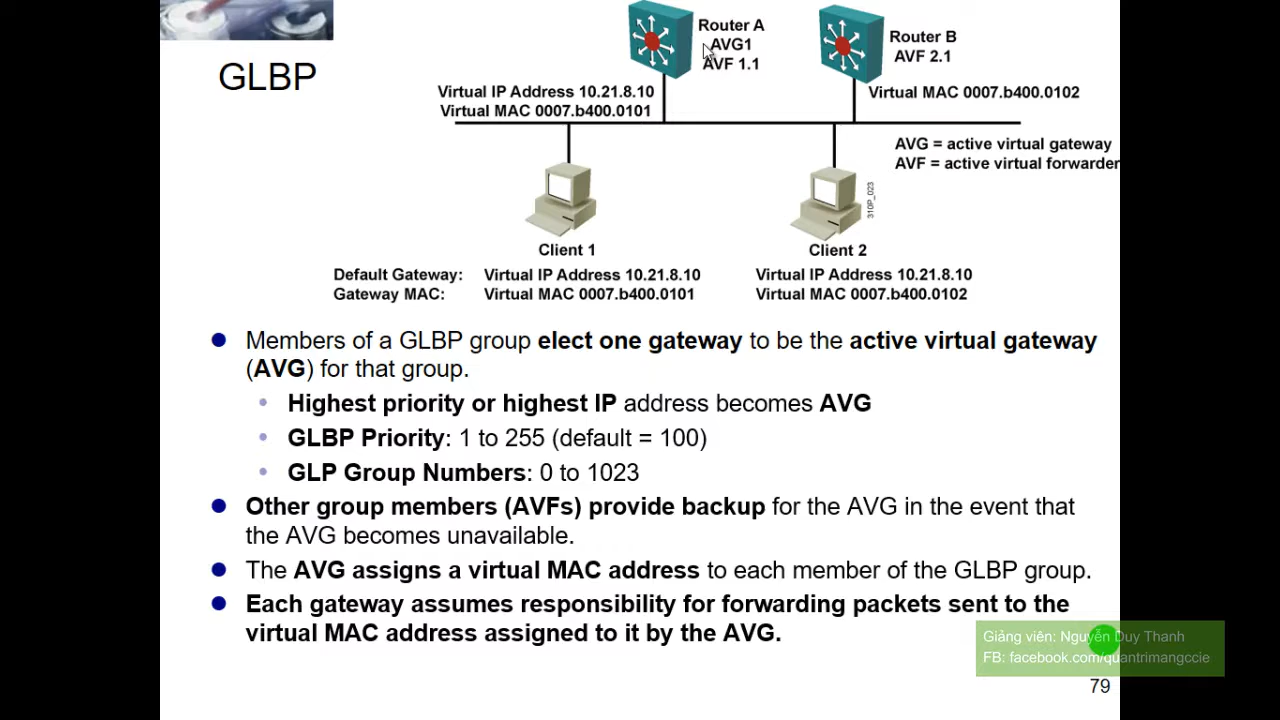 GLBP
Router A
AVG1
AVF 1.1
Router B
AVF 2.1
Virtual IP Address 10.21.8.10
Virtual MAC 0007.b400.0101
Virtual MAC 0007.b400.0102
AVG = active virtual gateway
AVF = active virtual forwarder
310P_023
Client 1
Client 2
Default Gateway: Virtual IP Address 10.21.8.10 Virtual IP Address 10.21.8.10
Gateway MAC: Virtual MAC 0007.b400.0101 Virtual MAC 0007.b400.0102
Members of a GLBP group elect one gateway to be the active virtual gateway
(AVG) for that group.
Highest priority or highest IP address becomes AVG
GLBP Priority: 1 to 255 (default = 100)
GLP Group Numbers: 0 to 1023
Other group members (AVFs) provide backup for the AVG in the event that
the AVG becomes unavailable.
The AVG assigns a virtual MAC address to each member of the GLBP group.
Each gateway assumes responsibility for forwarding packets sent to the
virtual MAC address assigned to it by the AVG.
Giảng viên: Nguyễn Duy Thanh
FB: facebook.com/quantrimangccie
79